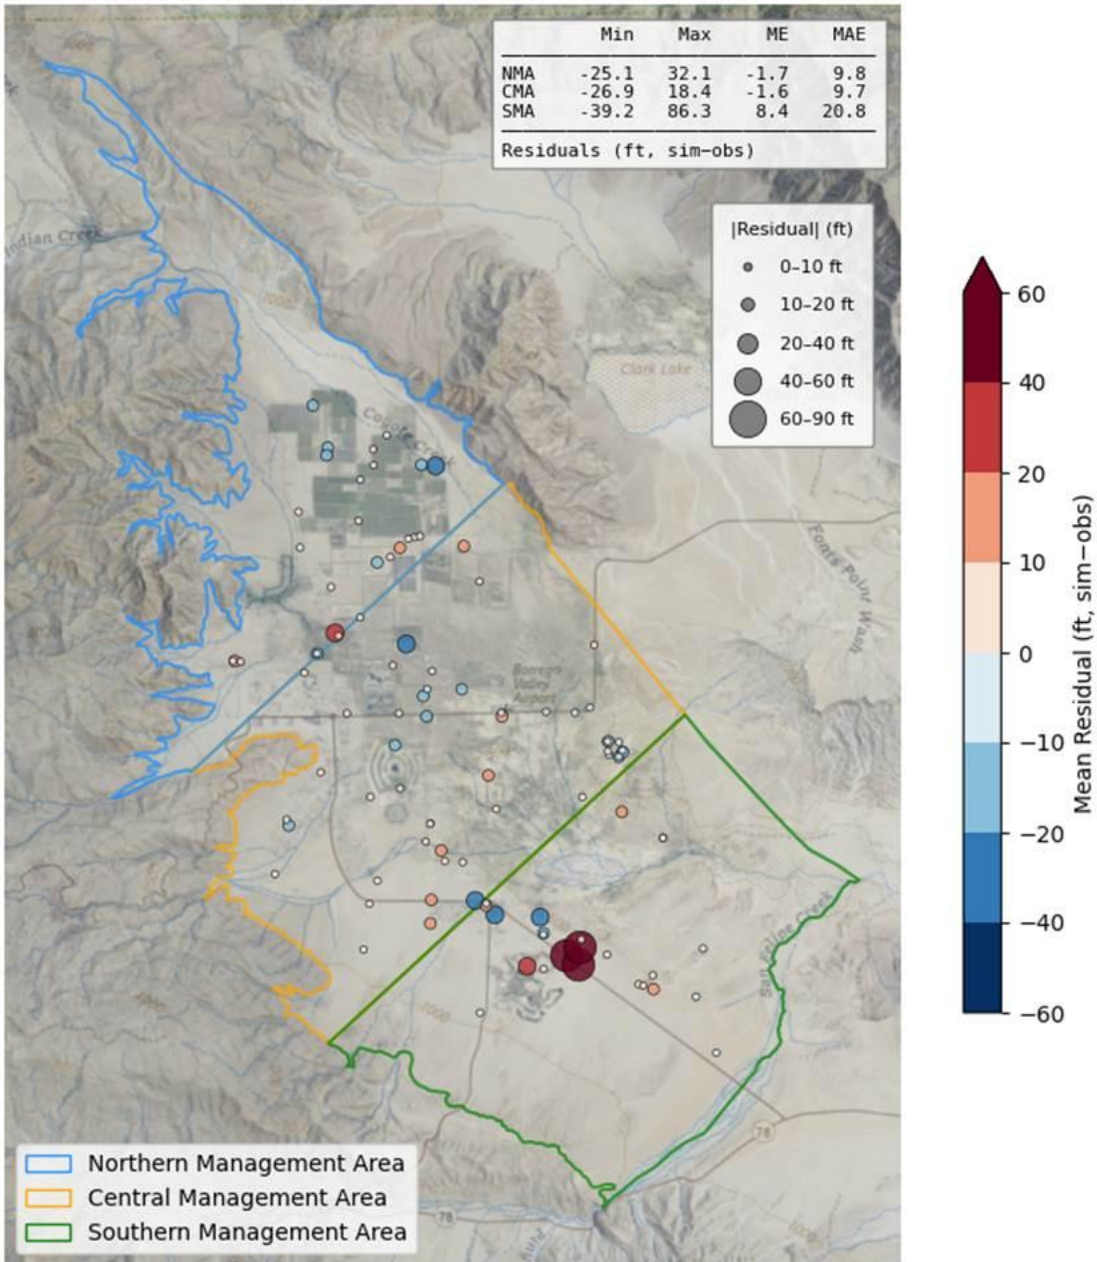 Min Max ME MAE
NMA -25.1 32.1 -1.7 9.8
CMA -26.9 18.4 -1.6 9.7
SMA -39.2 86.3 8.4 20.8
Residuals (ft, sim−obs)
|Residual| (ft)
0–10 ft
10–20 ft
20–40 ft
40–60 ft
60–90 ft
Indian Creek
Clark Lake
Coyote Creek
Fonts Point Wash
Borrego
Valley
Airport
San Felipe Creek
78
78
Northern Management Area
Central Management Area
Southern Management Area
60
40
20
10
0
−10
−20
−40
−60
Mean Residual (ft, sim−obs)